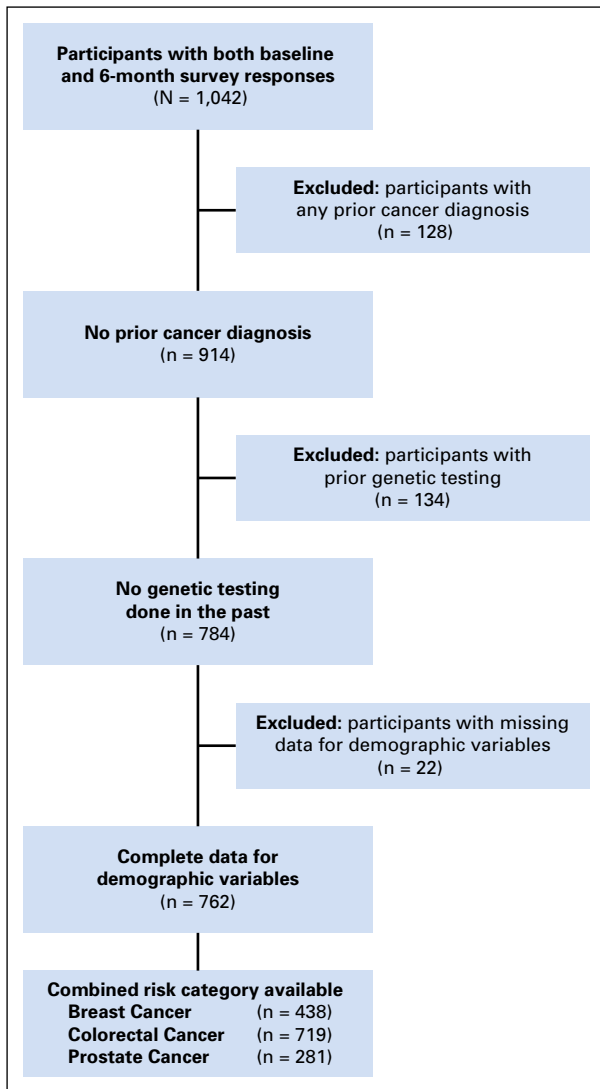 Participants with both baseline
and 6-month survey responses
(N = 1,042)
Excluded: participants with
any prior cancer diagnosis
(n = 128)
No prior cancer diagnosis
(n = 914)
Excluded: participants with
prior genetic testing
(n = 134)
No genetic testing
done in the past
(n = 784)
Excluded: participants with missing
data for demographic variables
(n = 22)
Complete data for
demographic variables
(n = 762)
Combined risk category available
Breast Cancer (n = 438)
Colorectal Cancer (n = 719)
Prostate Cancer (n = 281)